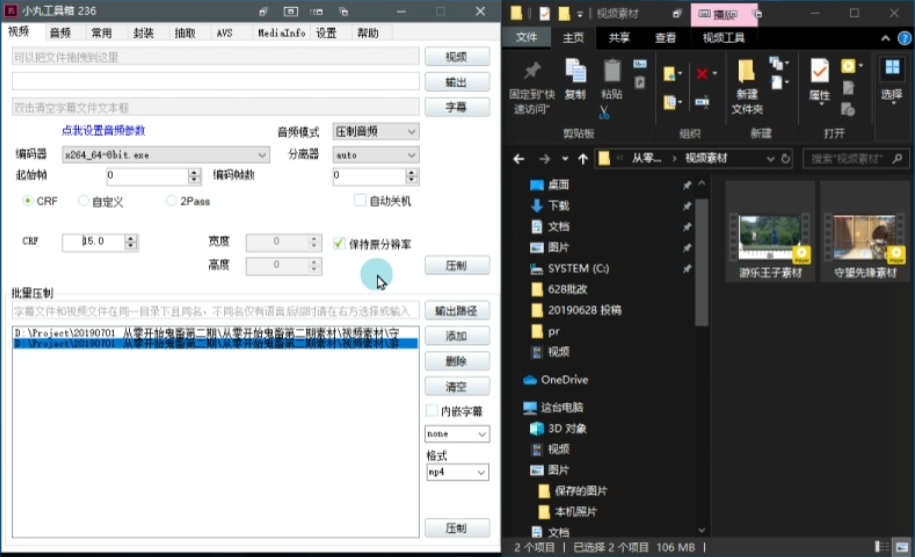 小丸工具箱 236
视频 音频 常用 封装 抽取 AVS MediaInfo 设置 帮助
可以把文件拖拽到这里 视频
输出
双击清空字幕文件文本框 字幕
点我设置音频参数 音频模式 压制音频
编码器 x264_64-8bit.exe 分离器 auto
起始帧 0 编码帧数 0
CRF 自定义 2Pass 自动关机
CRF 15.0 宽度 0 保持原分辨率
高度 0 压制
批量压制
字幕文件和视频文件在同一目录下且同名，不同名仅有语言后缀时请在右方选择或输入 输出路径
D:\Project\20190701 从零开始鬼畜第二期\从零开始鬼畜第二期素材\视频素材\守 添加
D:\Project\20190701 从零开始鬼畜第二期\从零开始鬼畜第二期素材\视频素材\游
删除
清空
内嵌字幕
none
格式
mp4
压制
视频素材 播放
文件 主页 共享 查看 视频工具
固定到"快速访问" 复制 粘贴 新建文件夹 属性 选择
剪贴板 组织 新建 打开
从零... 视频素材 搜索"视频素材"
桌面
下载
文档
图片
SYSTEM (C:)
628批改
20190628 投稿
pr
视频
OneDrive
这台电脑
3D 对象
视频
图片
保存的图片
本机照片
文档
游乐王子素材 守望先锋素材
2 个项目 已选择 2 个项目 106 MB